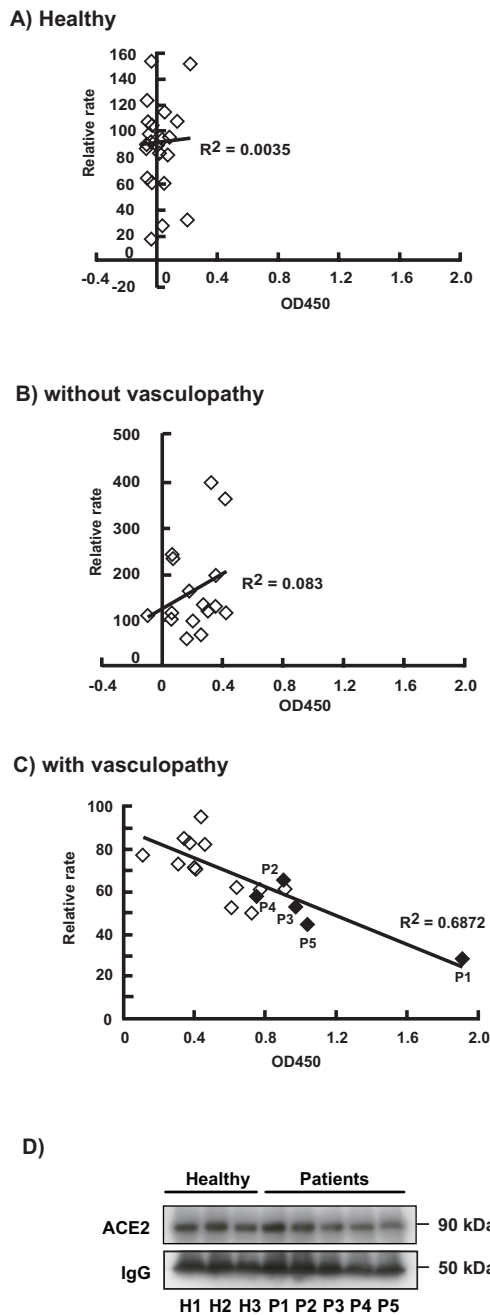 A) Healthy
160
140
120
100
80
60
40
20
0
-20
Relative rate
R2 = 0.0035
-0.4
0
0.4
0.8
1.2
1.6
2.0
OD450
B) without vasculopathy
500
400
300
200
100
0
Relative rate
R2 = 0.083
-0.4
0
0.4
0.8
1.2
1.6
2.0
OD450
C) with vasculopathy
100
80
60
40
20
0
Relative rate
P2
P4
P3
P5
R2 = 0.6872
P1
0
0.4
0.8
1.2
1.6
2.0
OD450
D)
Healthy Patients
ACE2 90 kDa
IgG 50 kDa
H1 H2 H3 P1 P2 P3 P4 P5